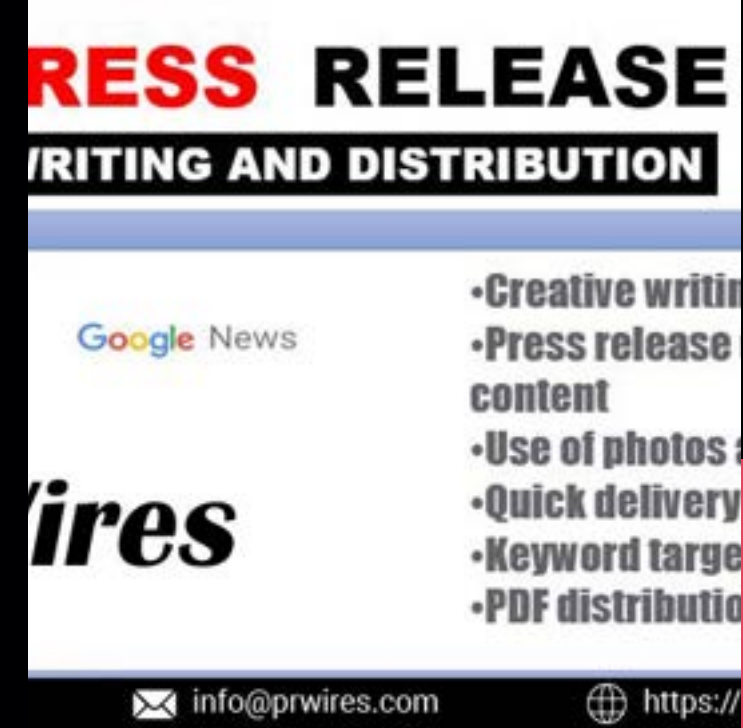 RESS RELEASE
RITING AND DISTRIBUTION
Google News
•Creative writin
•Press release
content
•Use of photos
•Quick delivery
•Keyword targe
•PDF distributio
ires
info@prwires.com
https://